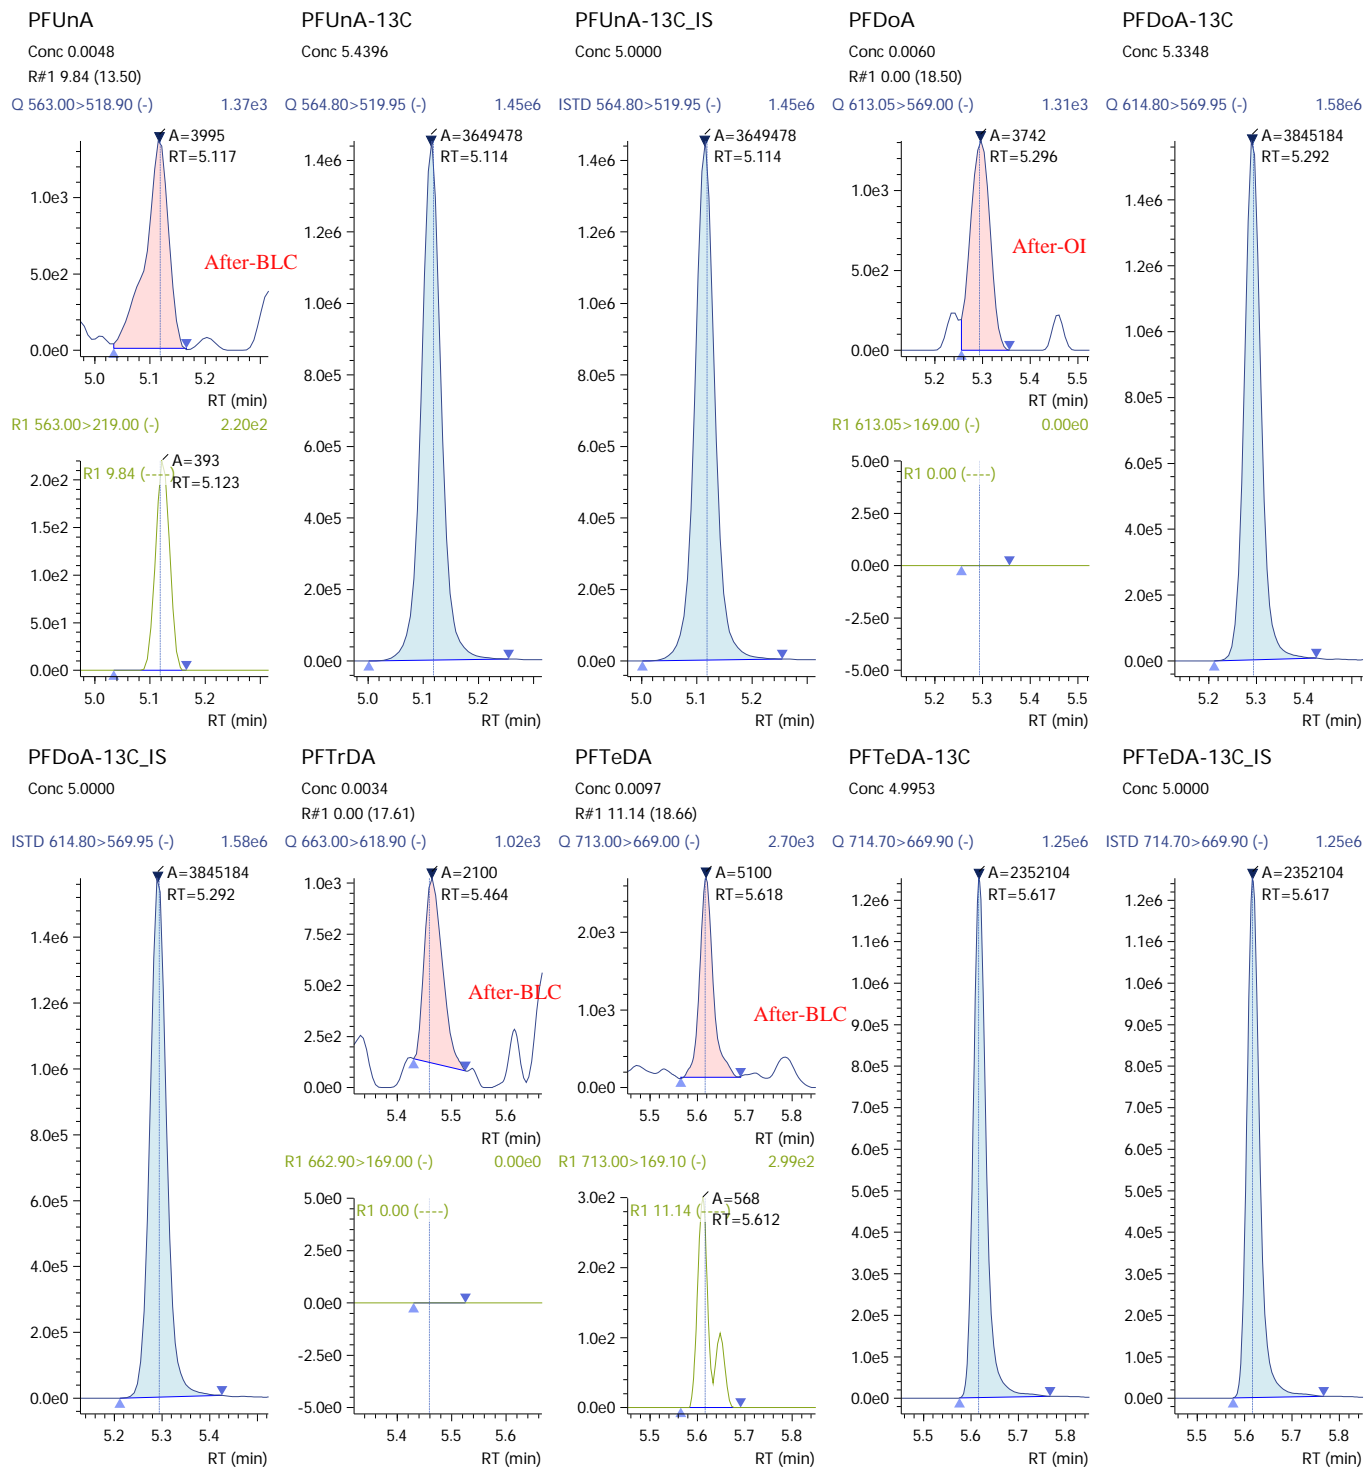 PFUnA
Conc 0.0048
R#1 9.84 (13.50)
Q 563.00>518.90 (-) 1.37e3
A=3995
RT=5.117
1.0e3
5.0e2
0.0e0
After-BLC
5.0 5.1 5.2
RT (min)
R1 563.00>219.00 (-) 2.20e2
A=393
R1 9.84 (----)
RT=5.123
2.0e2
1.5e2
1.0e2
5.0e1
0.0e0
5.0 5.1 5.2
RT (min)
PFUnA-13C
Conc 5.4396
Q 564.80>519.95 (-) 1.45e6
A=3649478
RT=5.114
1.4e6
1.2e6
1.0e6
8.0e5
6.0e5
4.0e5
2.0e5
0.0e0
5.0 5.1 5.2
RT (min)
PFUnA-13C_IS
Conc 5.0000
ISTD 564.80>519.95 (-) 1.45e6
A=3649478
RT=5.114
1.4e6
1.2e6
1.0e6
8.0e5
6.0e5
4.0e5
2.0e5
0.0e0
5.0 5.1 5.2
RT (min)
PFDoA
Conc 0.0060
R#1 0.00 (18.50)
Q 613.05>569.00 (-) 1.31e3
A=3742
RT=5.296
1.0e3
5.0e2
0.0e0
After-OI
5.2 5.3 5.4 5.5
RT (min)
R1 613.05>169.00 (-) 0.00e0
R1 0.00 (----)
5.0e0
2.5e0
0.0e0
-2.5e0
-5.0e0
5.2 5.3 5.4 5.5
RT (min)
PFDoA-13C
Conc 5.3348
Q 614.80>569.95 (-) 1.58e6
A=3845184
RT=5.292
1.4e6
1.2e6
1.0e6
8.0e5
6.0e5
4.0e5
2.0e5
0.0e0
5.2 5.3 5.4
RT (min)
PFDoA-13C_IS
Conc 5.0000
ISTD 614.80>569.95 (-) 1.58e6
A=3845184
RT=5.292
1.4e6
1.2e6
1.0e6
8.0e5
6.0e5
4.0e5
2.0e5
0.0e0
5.2 5.3 5.4
RT (min)
PFTrDA
Conc 0.0034
R#1 0.00 (17.61)
Q 663.00>618.90 (-) 1.02e3
A=2100
RT=5.464
1.0e3
7.5e2
5.0e2
2.5e2
0.0e0
After-BLC
5.4 5.5 5.6
RT (min)
R1 662.90>169.00 (-) 0.00e0
R1 0.00 (----)
5.0e0
2.5e0
0.0e0
-2.5e0
-5.0e0
5.4 5.5 5.6
RT (min)
PFTeDA
Conc 0.0097
R#1 11.14 (18.66)
Q 713.00>669.00 (-) 2.70e3
A=5100
RT=5.618
2.0e3
1.0e3
0.0e0
After-BLC
5.5 5.6 5.7 5.8
RT (min)
R1 713.00>169.10 (-) 2.99e2
A=568
R1 11.14 (----)
RT=5.612
3.0e2
2.0e2
1.0e2
0.0e0
5.5 5.6 5.7 5.8
RT (min)
PFTeDA-13C
Conc 4.9953
Q 714.70>669.90 (-) 1.25e6
A=2352104
RT=5.617
1.2e6
1.1e6
1.0e6
9.0e5
8.0e5
7.0e5
6.0e5
5.0e5
4.0e5
3.0e5
2.0e5
1.0e5
0.0e0
5.5 5.6 5.7 5.8
RT (min)
PFTeDA-13C_IS
Conc 5.0000
ISTD 714.70>669.90 (-) 1.25e6
A=2352104
RT=5.617
1.2e6
1.1e6
1.0e6
9.0e5
8.0e5
7.0e5
6.0e5
5.0e5
4.0e5
3.0e5
2.0e5
1.0e5
0.0e0
5.5 5.6 5.7 5.8
RT (min)